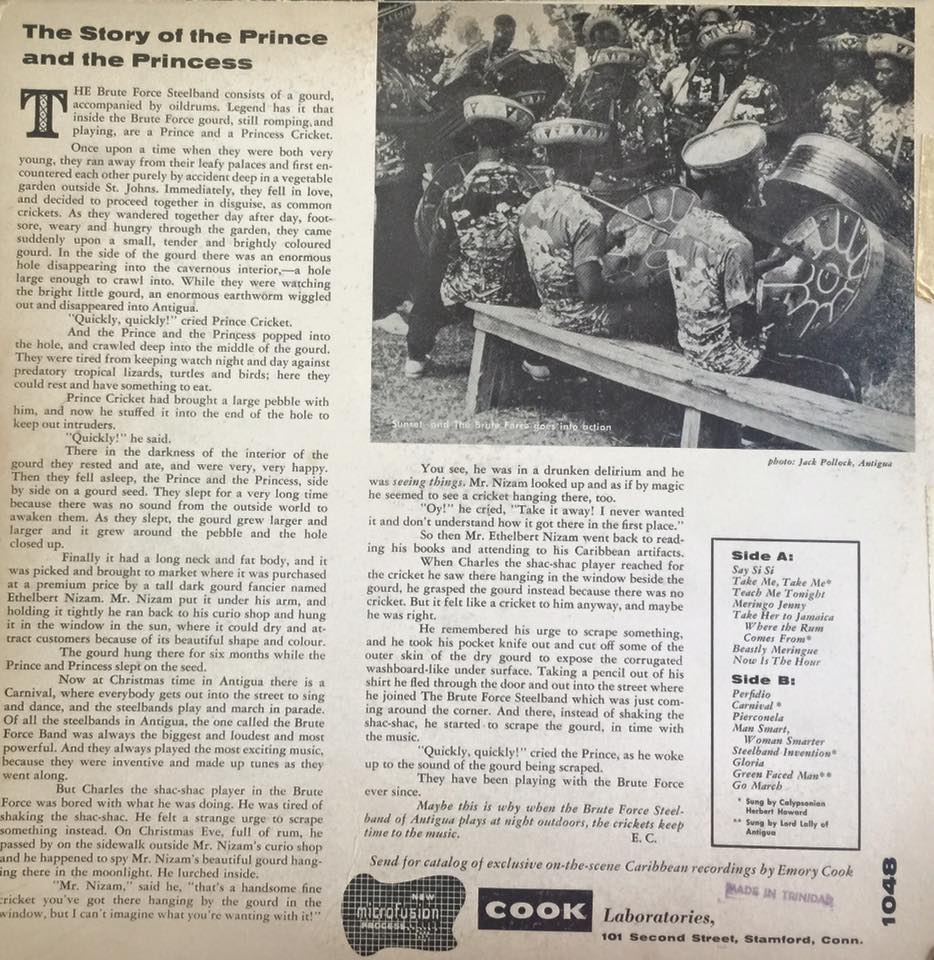 The Story of the Prince
and the Princess
THE Brute Force Steelband consists of a gourd,
accompanied by oildrums. Legend has it that
inside the Brute Force gourd, still romping, and
playing, are a Prince and a Princess Cricket.
Once upon a time when they were both very
young, they ran away from their leafy palaces and first en-
countered each other purely by accident deep in a vegetable
garden outside St. Johns. Immediately, they fell in love,
and decided to proceed together in disguise, as common
crickets. As they wandered together day after day, foot-
sore, weary and hungry through the garden, they came
suddenly upon a small, tender and brightly coloured
gourd. In the side of the gourd there was an enormous
hole disappearing into the cavernous interior,—a hole
large enough to crawl into. While they were watching
the bright little gourd, an enormous earthworm wiggled
out and disappeared into Antigua.
"Quickly, quickly!" cried Prince Cricket.
And the Prince and the Princess popped into
the hole, and crawled deep into the middle of the gourd.
They were tired from keeping watch night and day against
predatory tropical lizards, turtles and birds; here they
could rest and have something to eat.
Prince Cricket had brought a large pebble with
him, and now he stuffed it into the end of the hole to
keep out intruders.
"Quickly!" he said.
There in the darkness of the interior of the
gourd they rested and ate, and were very, very happy.
Then they fell asleep, the Prince and the Princess, side
by side on a gourd seed. They slept for a very long time
because there was no sound from the outside world to
awaken them. As they slept, the gourd grew larger and
larger and it grew around the pebble and the hole
closed up.
Finally it had a long neck and fat body, and it
was picked and brought to market where it was purchased
at a premium price by a tall dark gourd fancier named
Ethelbert Nizam. Mr. Nizam put it under his arm, and
holding it tightly he ran back to his curio shop and hung
it in the window in the sun, where it could dry and at-
tract customers because of its beautiful shape and colour.
The gourd hung there for six months while the
Prince and Princess slept on the seed.
Now at Christmas time in Antigua there is a
Carnival, where everybody gets out into the street to sing
and dance, and the steelbands play and march in parade.
Of all the steelbands in Antigua, the one called the Brute
Force Band was always the biggest and loudest and most
powerful. And they always played the most exciting music,
because they were inventive and made up tunes as they
went along.
But Charles the shac-shac player in the Brute
Force was bored with what he was doing. He was tired of
shaking the shac-shac. He felt a strange urge to scrape
something instead. On Christmas Eve, full of rum, he
passed by on the sidewalk outside Mr. Nizam's curio shop
and he happened to spy Mr. Nizam's beautiful gourd hang-
ing there in the moonlight. He lurched inside.
"Mr. Nizam," said he, "that's a handsome fine
cricket you've got there hanging by the gourd in the
window, but I can't imagine what you're wanting with it!"
Sunset and The Brute Force goes into action
photo: Jack Pollock, Antigua
You see, he was in a drunken delirium and he
was seeing things. Mr. Nizam looked up and as if by magic
he seemed to see a cricket hanging there, too.
"Oy!" he cried, "Take it away! I never wanted
it and don't understand how it got there in the first place."
So then Mr. Ethelbert Nizam went back to read-
ing his books and attending to his Caribbean artifacts.
When Charles the shac-shac player reached for
the cricket he saw there hanging in the window beside the
gourd, he grasped the gourd instead because there was no
cricket. But it felt like a cricket to him anyway, and maybe
he was right.
He remembered his urge to scrape something,
and he took his pocket knife out and cut off some of the
outer skin of the dry gourd to expose the corrugated
washboard-like under surface. Taking a pencil out of his
shirt he fled through the door and out into the street where
he joined The Brute Force Steelband which was just com-
ing around the corner. And there, instead of shaking the
shac-shac, he started to scrape the gourd, in time with
the music.
"Quickly, quickly!" cried the Prince, as he woke
up to the sound of the gourd being scraped.
They have been playing with the Brute Force
ever since.
Maybe this is why when the Brute Force Steel-
band of Antigua plays at night outdoors, the crickets keep
time to the music.
E. C.
Side A:
Say Si Si
Take Me, Take Me*
Teach Me Tonight
Meringo Jenny
Take Her to Jamaica
Where the Rum
Comes From*
Beastly Meringue
Now Is The Hour
Side B:
Perfidio
Carnival *
Pierconela
Man Smart,
Woman Smarter
Steelband Invention*
Gloria
Green Faced Man**
Go March
* Sung by Calypsonian
Herbert Howard
** Sung by Lord Lolly of
Antigua
Send for catalog of exclusive on-the-scene Caribbean recordings by Emory Cook
MADE IN TRINIDAD
1048
NEW
microfusion
PROCESS
COOK Laboratories,
101 Second Street, Stamford, Conn.